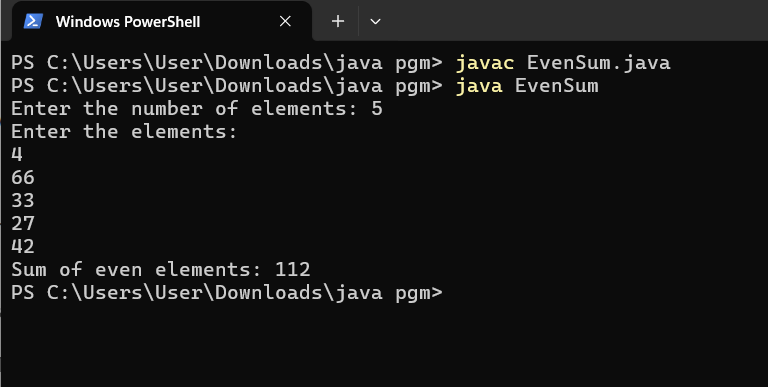 Windows PowerShell
PS C:\Users\User\Downloads\java pgm> javac EvenSum.java
PS C:\Users\User\Downloads\java pgm> java EvenSum
Enter the number of elements: 5
Enter the elements:
4
66
33
27
42
Sum of even elements: 112
PS C:\Users\User\Downloads\java pgm>